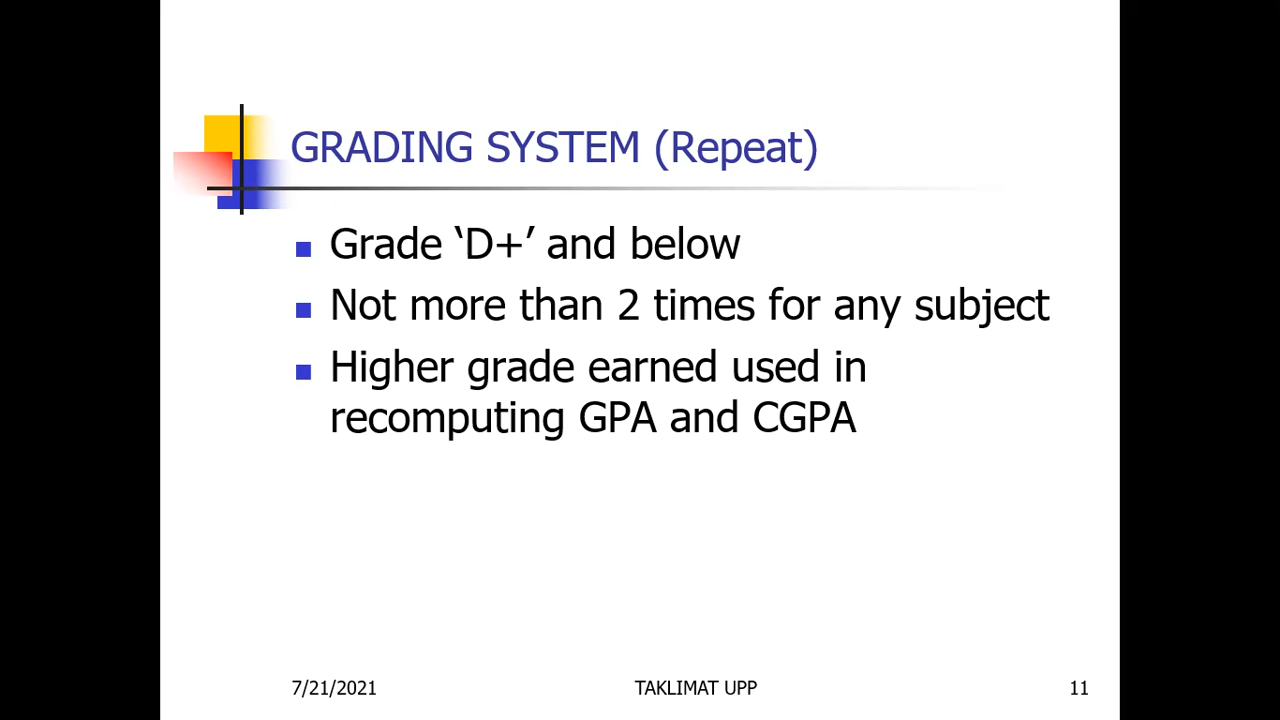 GRADING SYSTEM (Repeat)
Grade ‘D+’ and below
Not more than 2 times for any subject
Higher grade earned used in
recomputing GPA and CGPA
7/21/2021
TAKLIMAT UPP
11